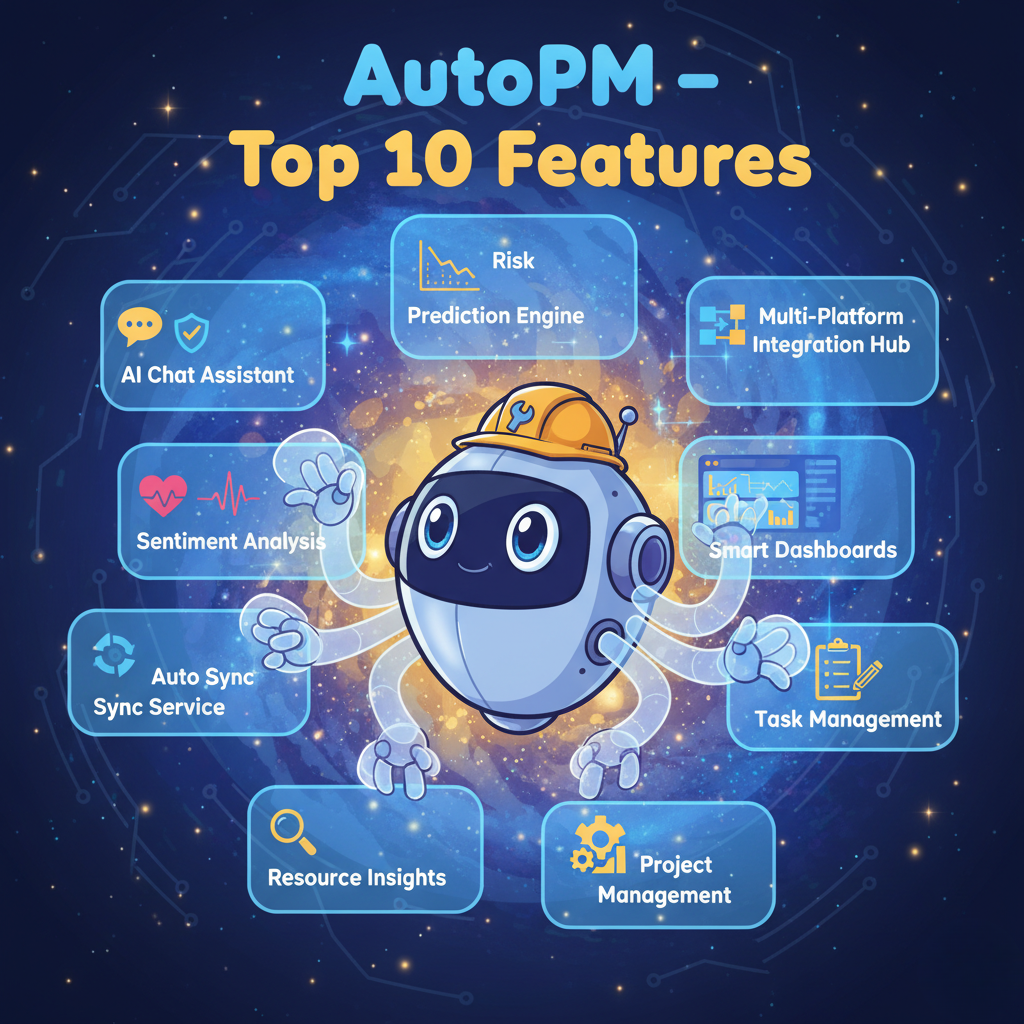 AutoPM –
Top 10 Features
Risk
Prediction Engine
AI Chat Assistant
Multi-Platform
Integration Hub
Sentiment Analysis
Smart Dashboards
Auto Sync
Sync Service
Task Management
Resource Insights
Project
Management